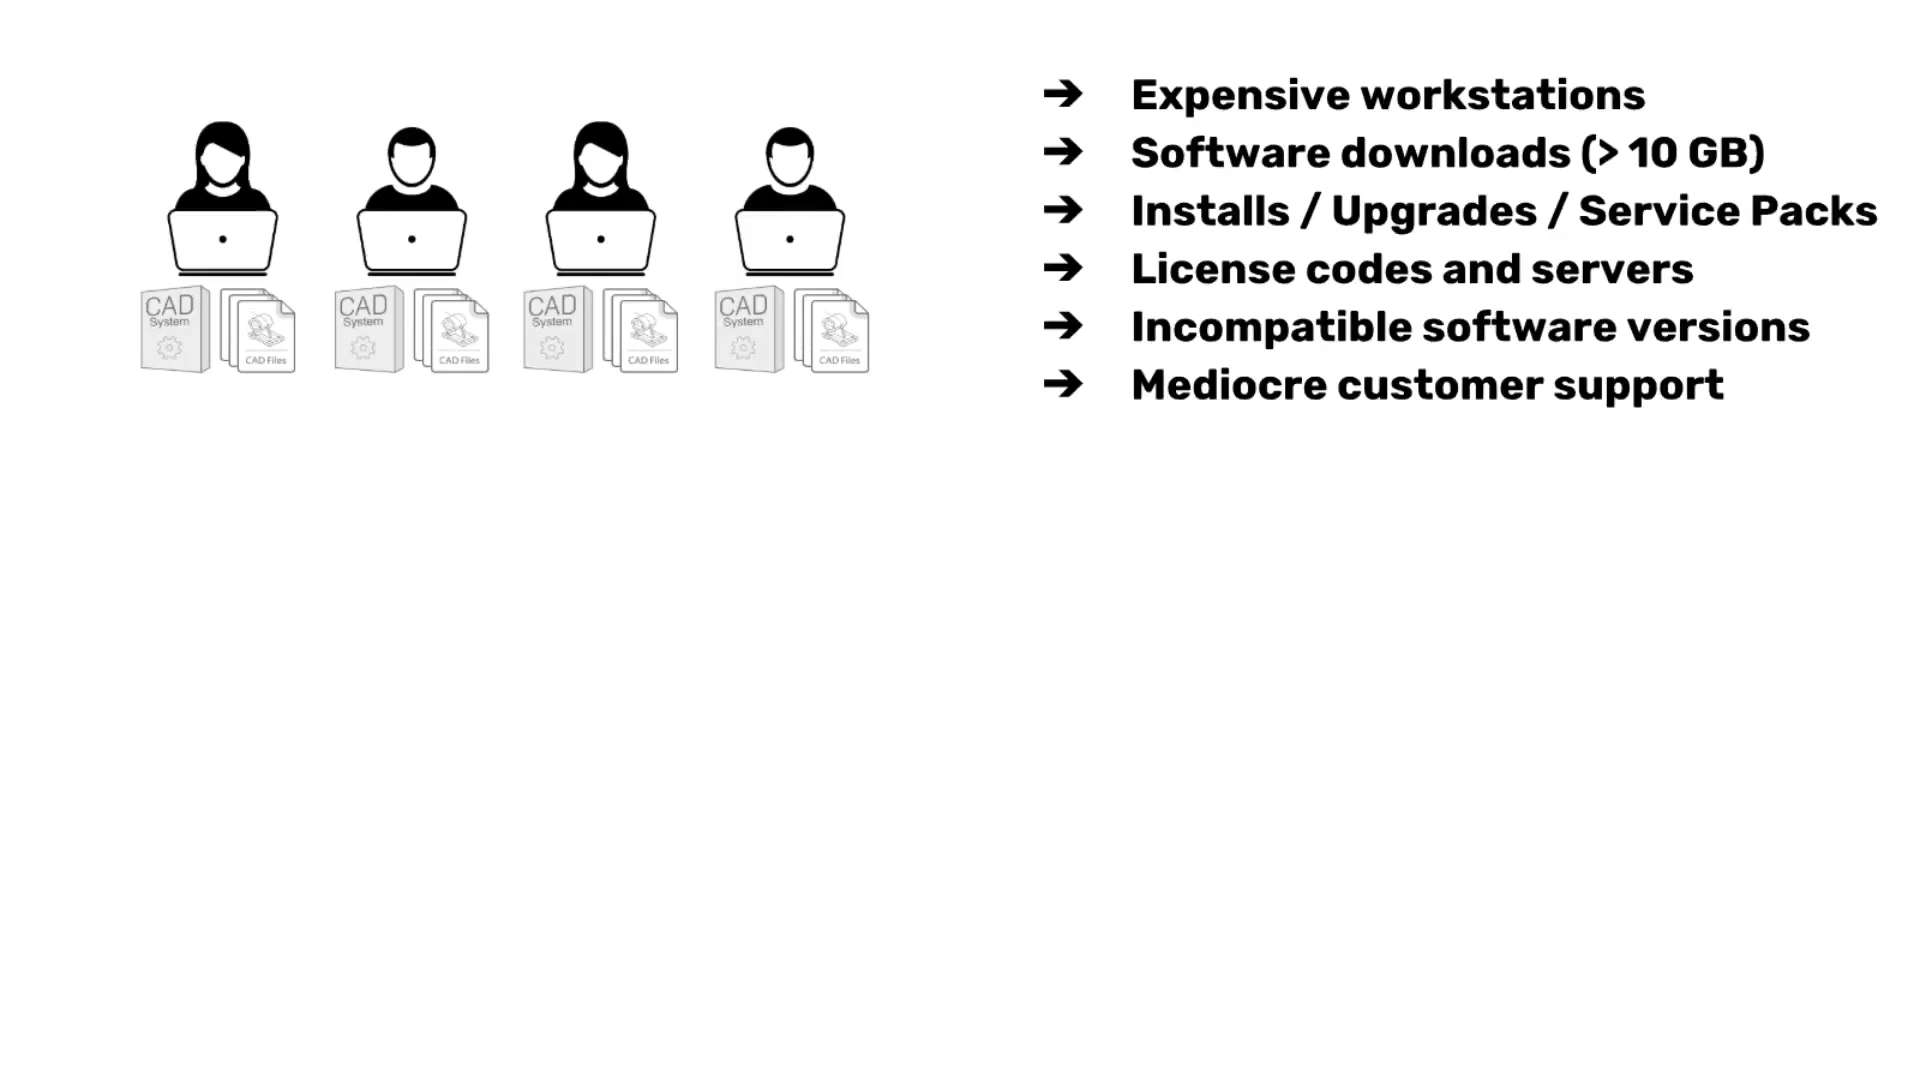 ➔ Expensive workstations
➔ Software downloads (> 10 GB)
➔ Installs / Upgrades / Service Packs
➔ License codes and servers
➔ Incompatible software versions
➔ Mediocre customer support
CAD
System
CAD Files
CAD
System
CAD Files
CAD
System
CAD Files
CAD
System
CAD Files